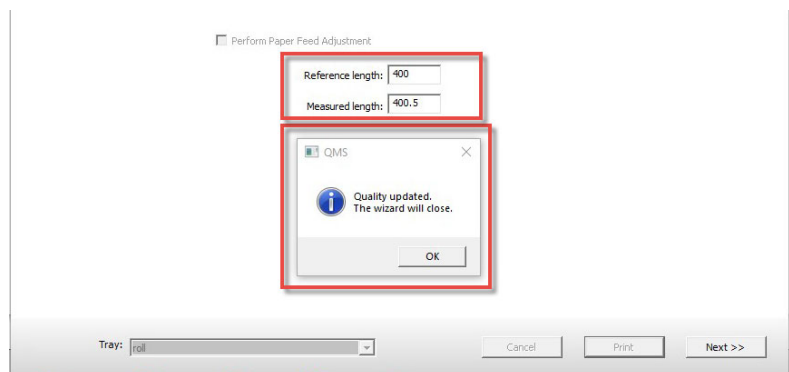 Perform Paper Feed Adjustment
Reference length: 400
Measured length: 400.5
QMS
Quality updated.
The wizard will close.
OK
Tray: roll
Cancel
Print
Next >>